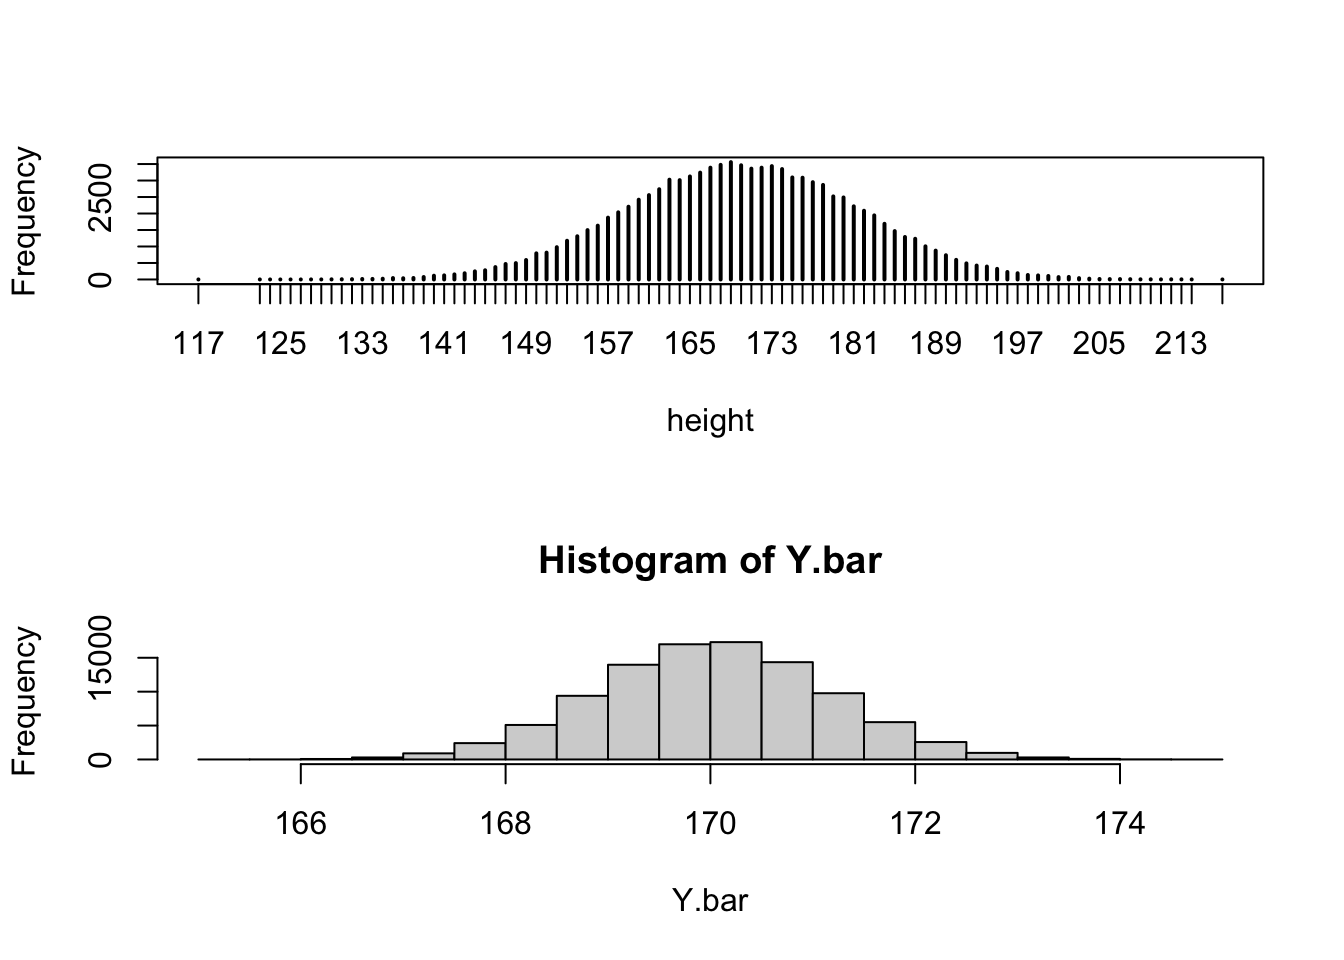 Frequency
2500
0
117 125 133 141 149 157 165 173 181 189 197 205 213
height
Histogram of Y.bar
Frequency
15000
0
166 168 170 172 174
Y.bar